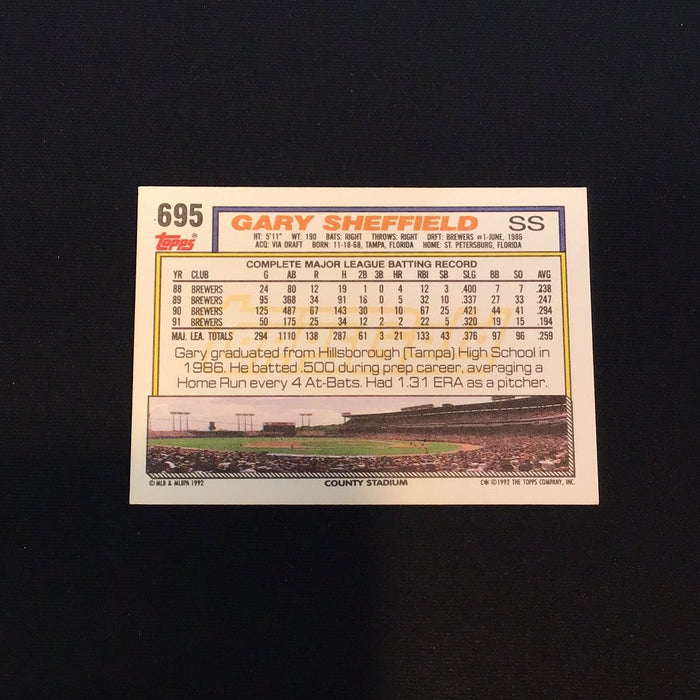 695
Topps®
GARY SHEFFIELD SS
HT: 5'11" WT: 190 BATS: RIGHT THROWS: RIGHT DRFT: BREWERS #1-JUNE, 1986
ACQ: VIA DRAFT BORN: 11-18-68, TAMPA, FLORIDA HOME: ST. PETERSBURG, FLORIDA
COMPLETE MAJOR LEAGUE BATTING RECORD
YR CLUB G AB R H 2B 3B HR RBI SB SLG BB SO AVG
88 BREWERS 24 80 12 19 1 0 4 12 3 .400 7 7 .238
89 BREWERS 95 368 34 91 18 0 5 32 10 .337 27 33 .247
90 BREWERS 125 487 67 143 30 1 10 67 25 .421 44 41 .294
91 BREWERS 50 175 25 34 12 2 2 22 5 .320 19 15 .194
MAJ. LEA. TOTALS 294 1110 138 287 61 3 21 133 43 .376 97 96 .259
Gary graduated from Hillsborough (Tampa) High School in
1986. He batted .500 during prep career, averaging a
Home Run every 4 At-Bats. Had 1.31 ERA as a pitcher.
© MLB & MLBPA 1992 COUNTY STADIUM C* © 1992 THE TOPPS COMPANY, INC.